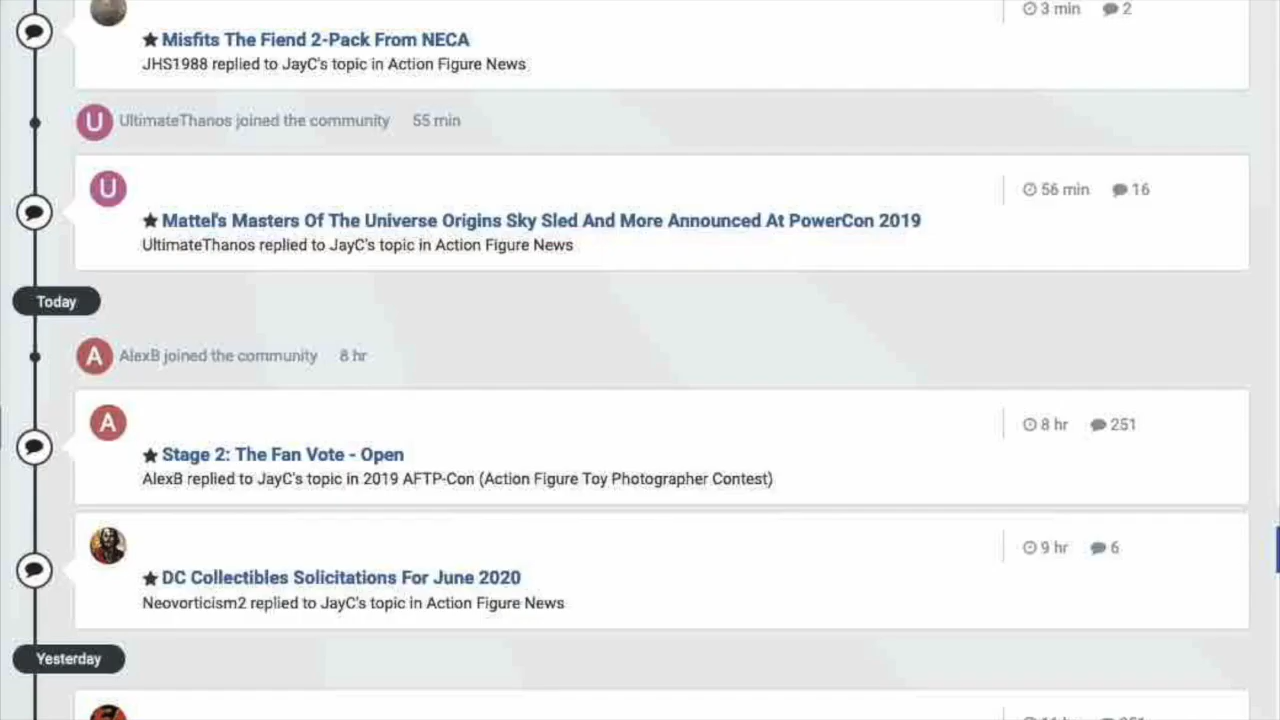 3 min 2
Misfits The Fiend 2-Pack From NECA
JHS1988 replied to JayC's topic in Action Figure News
U UltimateThanos joined the community 55 min
U
56 min 16
Mattel's Masters Of The Universe Origins Sky Sled And More Announced At PowerCon 2019
UltimateThanos replied to JayC's topic in Action Figure News
Today
A AlexB joined the community 8 hr
A
8 hr 251
Stage 2: The Fan Vote - Open
AlexB replied to JayC's topic in 2019 AFTP-Con (Action Figure Toy Photographer Contest)
9 hr 6
DC Collectibles Solicitations For June 2020
Neovorticism2 replied to JayC's topic in Action Figure News
Yesterday